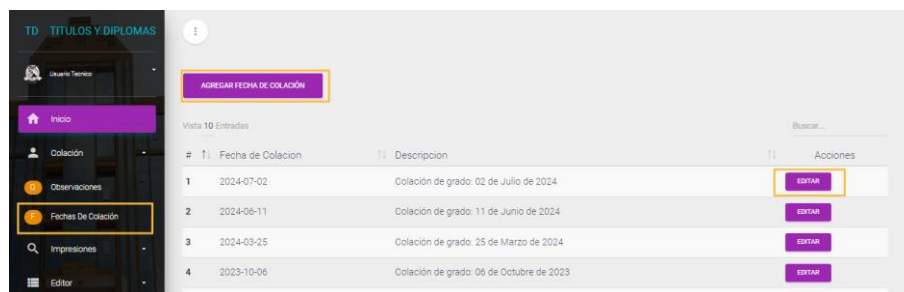 TD TITULOS Y DIPLOMAS
Usuario Tecnico
Inicio
Colación
O Observaciones
F Fechas De Colación
Impresiones
Editor
AGREGAR FECHA DE COLACIÓN
Vista 10 Entradas
Buscar...
# Fecha de Colacion Descripcion Acciones
1 2024-07-02 Colación de grado: 02 de Julio de 2024 EDITAR
2 2024-06-11 Colación de grado: 11 de Junio de 2024 EDITAR
3 2024-03-25 Colación de grado: 25 de Marzo de 2024 EDITAR
4 2023-10-06 Colación de grado: 06 de Octubre de 2023 EDITAR